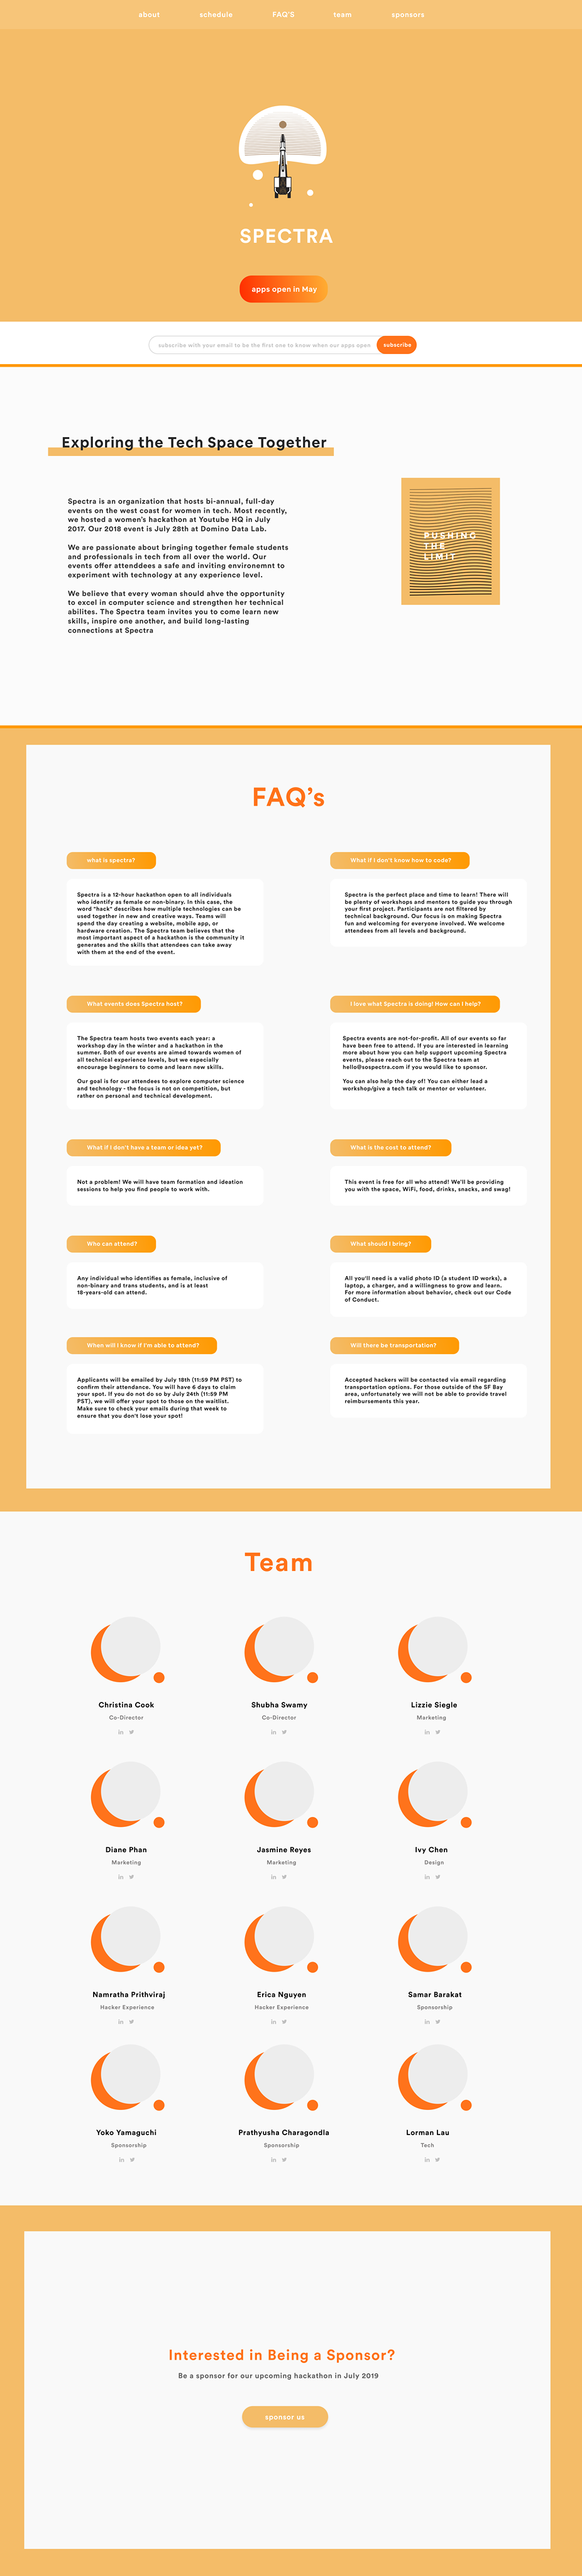 about schedule FAQ'S team sponsors
SPECTRA
apps open in May
subscribe with your email to be the first one to know when our apps open
subscribe
Exploring the Tech Space Together
Spectra is an organization that hosts bi-annual, full-day
events on the west coast for women in tech. Most recently,
we hosted a women's hackathon at Youtube HQ in July
2017. Our 2018 event is July 28th at Domino Data Lab.
We are passionate about bringing together female students
and professionals in tech from all over the world. Our
events offer attenddees a safe and inviting environemnt to
experiment with technology at any experience level.
We believe that every woman should ahve the opportunity
to excel in computer science and strengthen her technical
abilites. The Spectra team invites you to come learn new
skills, inspire one another, and build long-lasting
connections at Spectra
PUSHING
THE
LIMIT
FAQ's
what is spectra?
Spectra is a 12-hour hackathon open to all individuals
who identify as female or non-binary. In this case, the
word "hack" describes how multiple technologies can be
used together in new and creative ways. Teams will
spend the day creating a website, mobile app, or
hardware creation. The Spectra team believes that the
most important aspect of a hackathon is the community it
generates and the skills that attendees can take away
with them at the end of the event.
What if I don't know how to code?
Spectra is the perfect place and time to learn! There will
be plenty of workshops and mentors to guide you through
your first project. Participants are not filtered by
technical background. Our focus is on making Spectra
fun and welcoming for everyone involved. We welcome
attendees from all levels and background.
What events does Spectra host?
The Spectra team hosts two events each year: a
workshop day in the winter and a hackathon in the
summer. Both of our events are aimed towards women of
all technical experience levels, but we especially
encourage beginners to come and learn new skills.
Our goal is for our attendees to explore computer science
and technology - the focus is not on competition, but
rather on personal and technical development.
I love what Spectra is doing! How can I help?
Spectra events are not-for-profit. All of our events so far
have been free to attend. If you are interested in learning
more about how you can help support upcoming Spectra
events, please reach out to the Spectra team at
hello@sospectra.com if you would like to sponsor.
You can also help the day of! You can either lead a
workshop/give a tech talk or mentor or volunteer.
What if I don't have a team or idea yet?
Not a problem! We will have team formation and ideation
sessions to help you find people to work with.
What is the cost to attend?
This event is free for all who attend! We'll be providing
you with the space, WiFi, food, drinks, snacks, and swag!
Who can attend?
Any individual who identifies as female, inclusive of
non-binary and trans students, and is at least
18-years-old can attend.
What should I bring?
All you'll need is a valid photo ID (a student ID works), a
laptop, a charger, and a willingness to grow and learn.
For more information about behavior, check out our Code
of Conduct.
When will I know if I'm able to attend?
Applicants will be emailed by July 18th (11:59 PM PST) to
confirm their attendance. You will have 6 days to claim
your spot. If you do not do so by July 24th (11:59 PM
PST), we will offer your spot to those on the waitlist.
Make sure to check your emails during that week to
ensure that you don't lose your spot!
Will there be transportation?
Accepted hackers will be contacted via email regarding
transportation options. For those outside of the SF Bay
area, unfortunately we will not be able to provide travel
reimbursements this year.
Team
Christina Cook
Co-Director
in
Shubha Swamy
Co-Director
in
Lizzie Siegle
Marketing
in
Diane Phan
Marketing
in
Jasmine Reyes
Marketing
in
Ivy Chen
Design
in
Namratha Prithviraj
Hacker Experience
in
Erica Nguyen
Hacker Experience
in
Samar Barakat
Sponsorship
in
Yoko Yamaguchi
Sponsorship
in
Prathyusha Charagondla
Sponsorship
in
Lorman Lau
Tech
in
Interested in Being a Sponsor?
Be a sponsor for our upcoming hackathon in July 2019
sponsor us